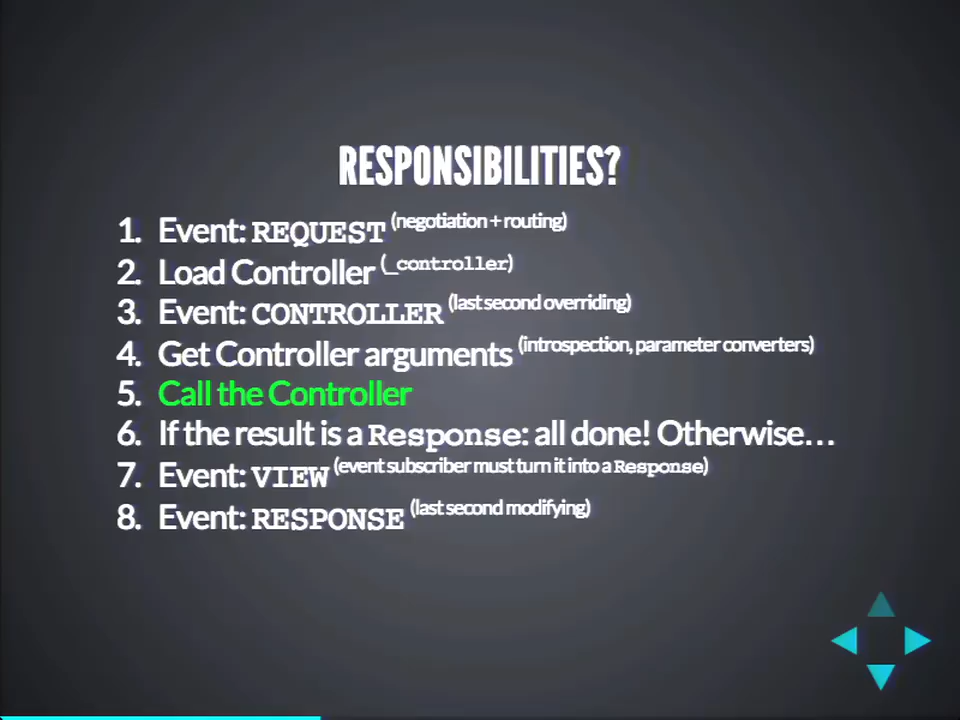 RESPONSIBILITIES?
1. Event: REQUEST (negotiation + routing)
2. Load Controller (_controller)
3. Event: CONTROLLER (last second overriding)
4. Get Controller arguments (introspection, parameter converters)
5. Call the Controller
6. If the result is a Response: all done! Otherwise…
7. Event: VIEW (event subscriber must turn it into a Response)
8. Event: RESPONSE (last second modifying)